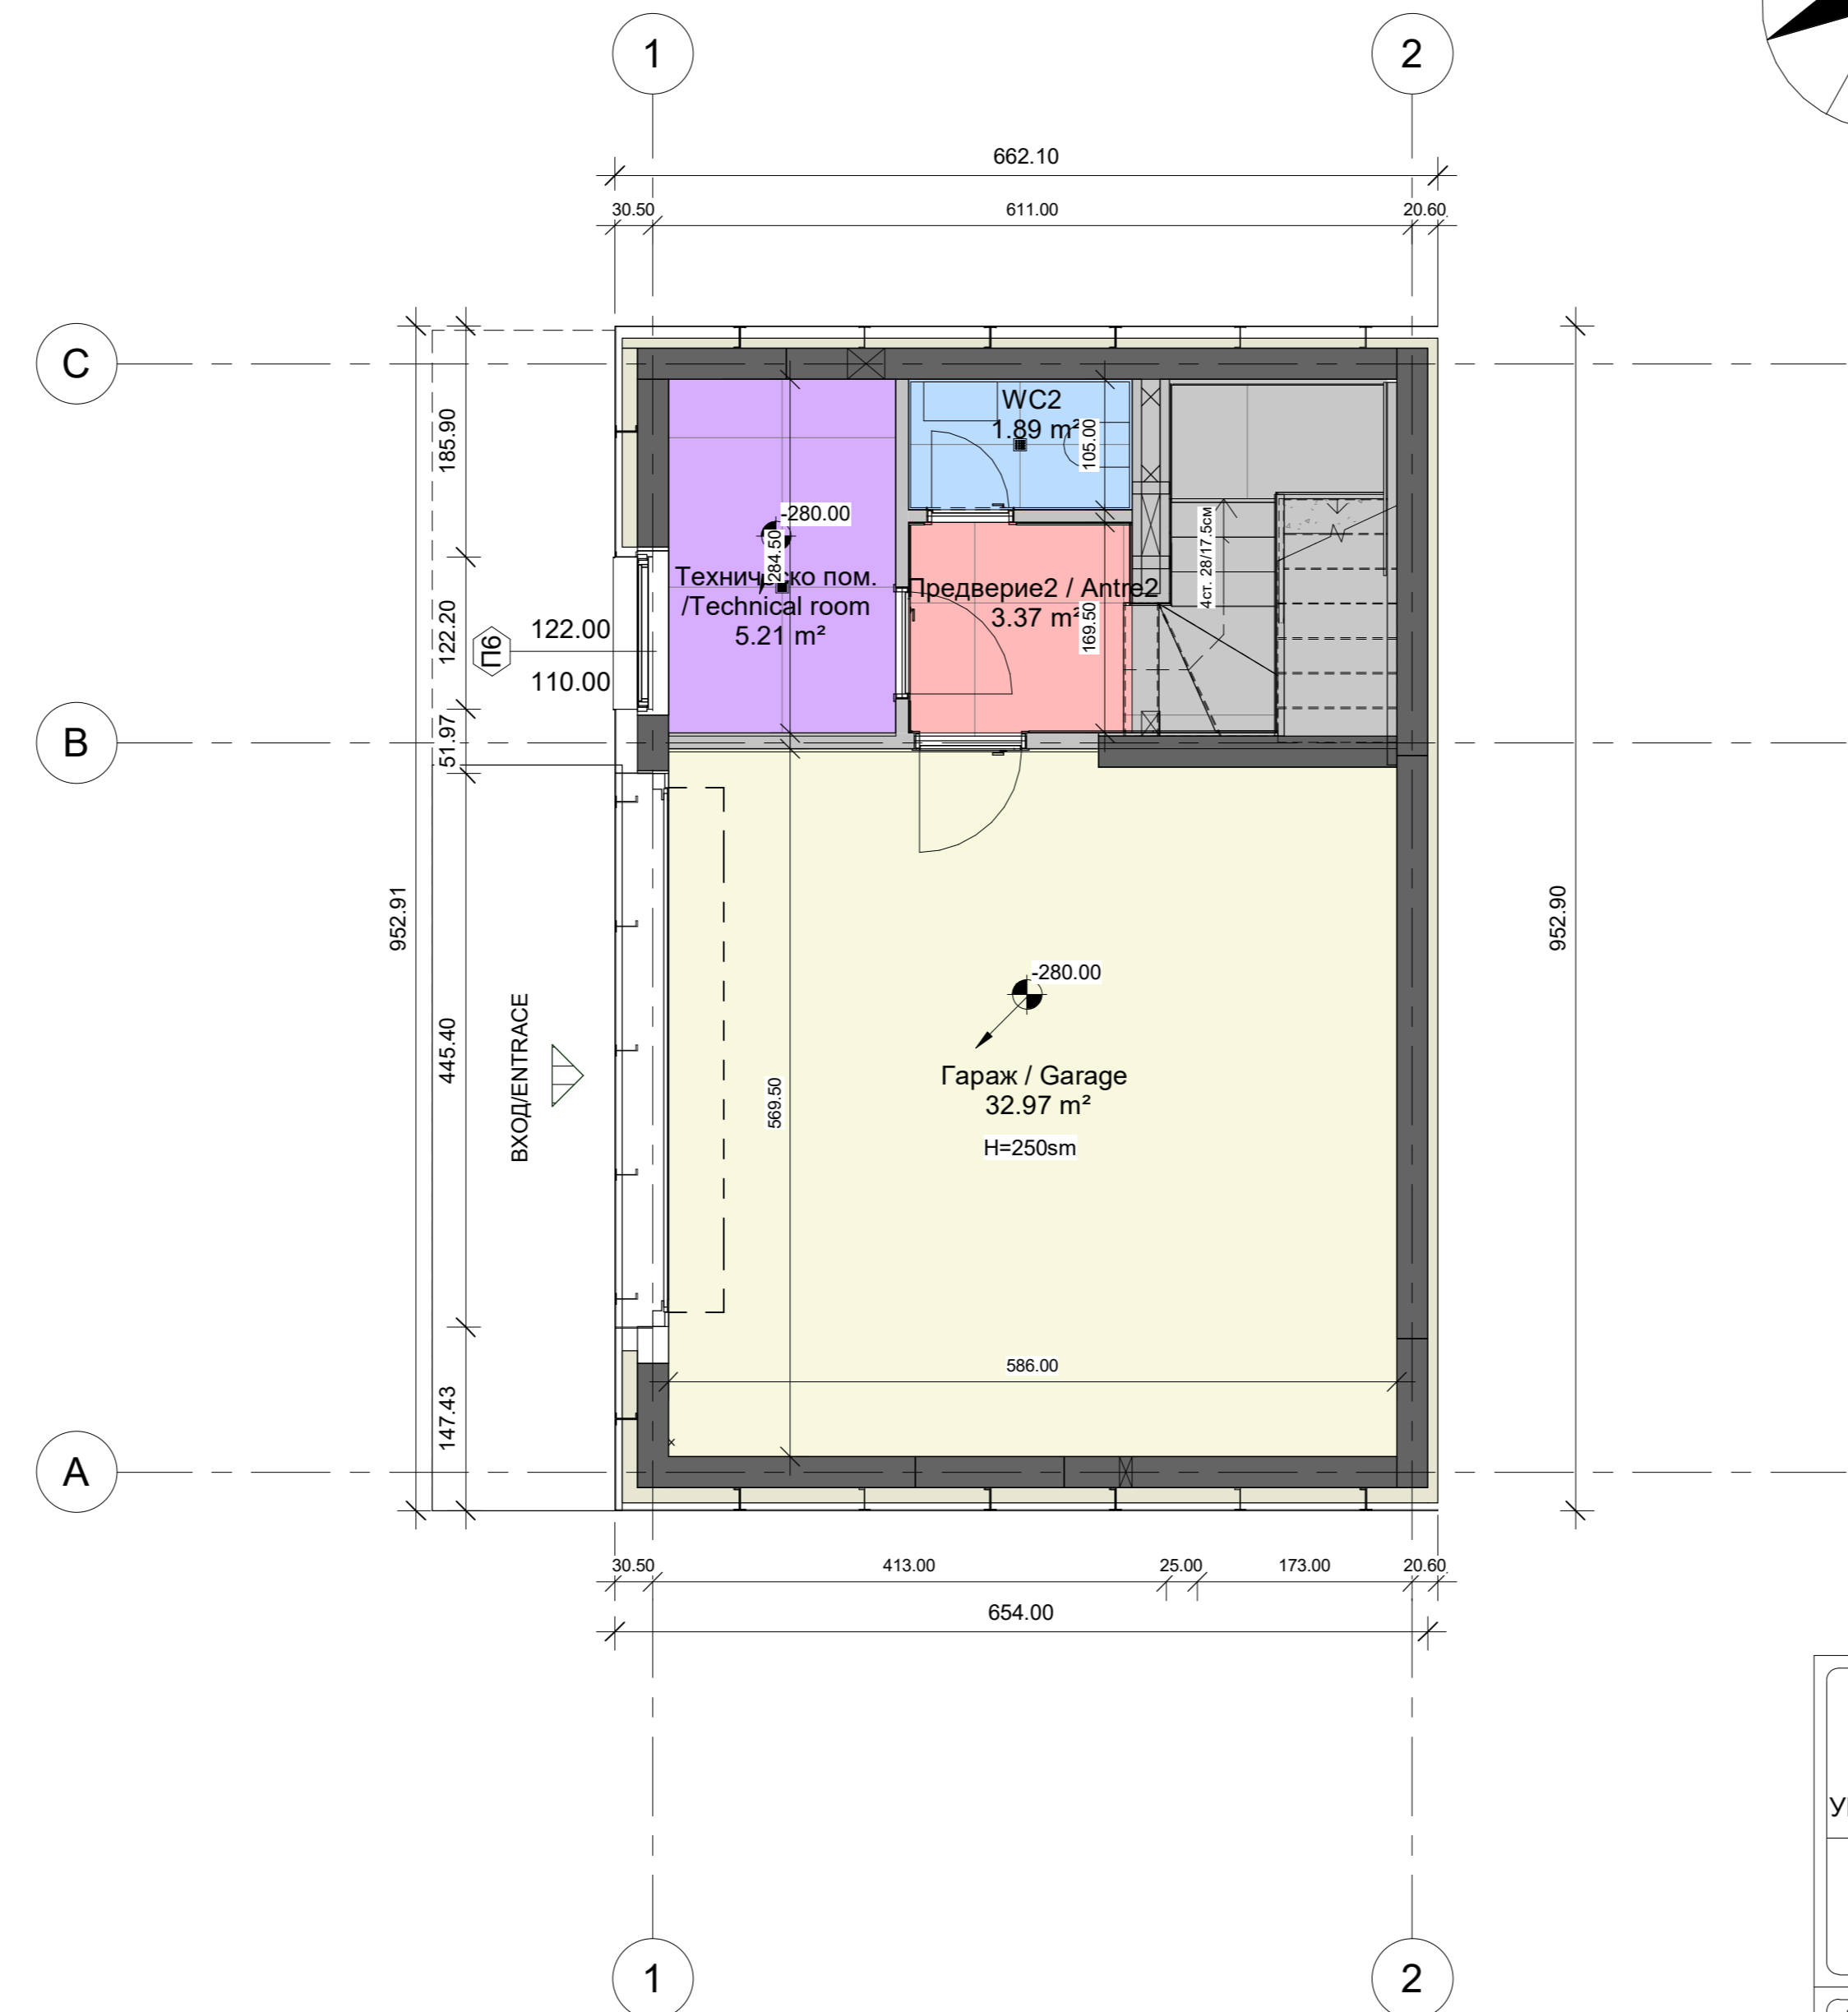 1
2
662.10
30.50
611.00
20.60
C
WC2
1.89 m²
105.00
185.90
-280.00
284.50
Техническо пом.
/Technical room
5.21 m²
Предверие2 / Antre2
3.37 m²
169.50
4ст. 28/17.5см
122.20
П6
122.00
110.00
51.97
B
952.91
952.90
445.40
ВХОД/ENTRACE
-280.00
Гараж / Garage
32.97 m²
H=250sm
569.50
586.00
147.43
A
30.50
413.00
25.00
173.00
20.60
654.00
1
2